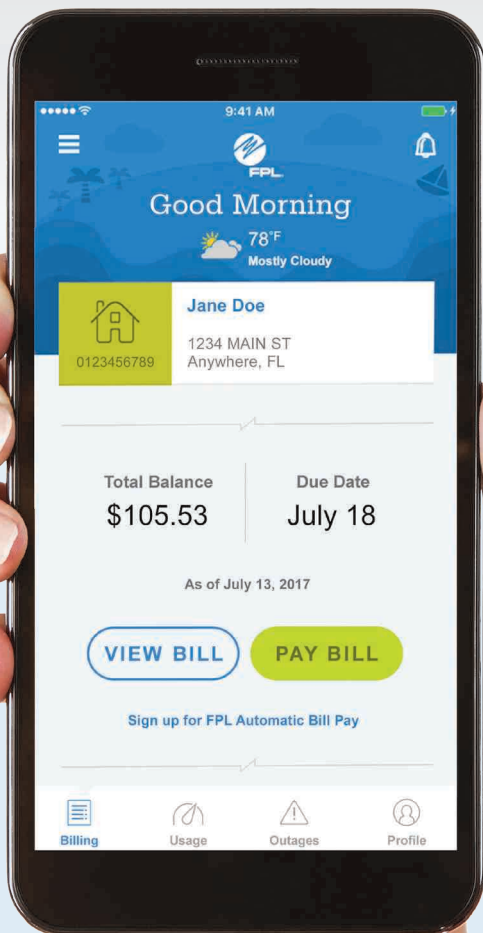 9:41 AM
FPL
Good Morning
78°F
Mostly Cloudy
Jane Doe
0123456789
1234 MAIN ST
Anywhere, FL
Total Balance
Due Date
$105.53
July 18
As of July 13, 2017
VIEW BILL
PAY BILL
Sign up for FPL Automatic Bill Pay
Billing
Usage
Outages
Profile